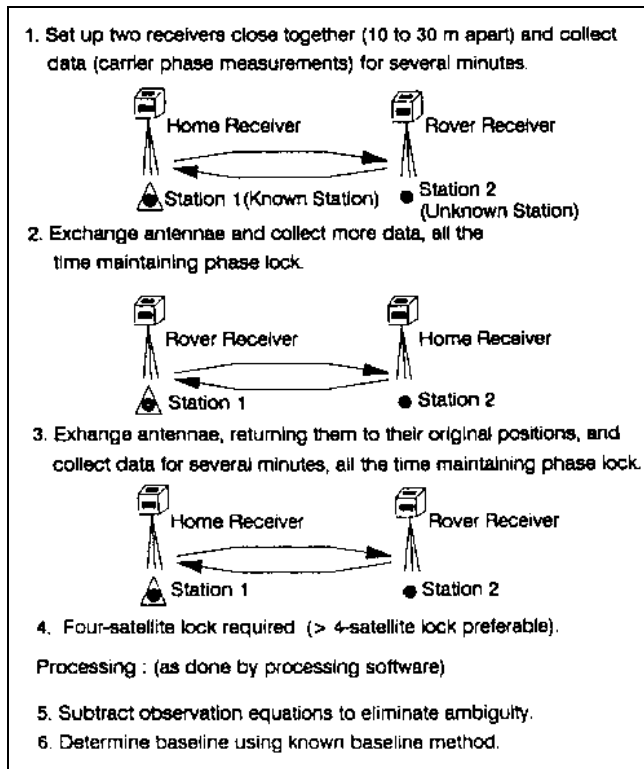 1. Set up two receivers close together (10 to 30 m apart) and collect
data (carrier phase measurements) for several minutes.
Home Receiver
Rover Receiver
Station 1(Known Station)
Station 2
(Unknown Station)
2. Exchange antennae and collect more data, all the
time maintaining phase lock.
Rover Receiver
Home Receiver
Station 1
Station 2
3. Exhange antennae, returning them to their original positions, and
collect data for several minutes, all the time maintaining phase lock.
Home Receiver
Rover Receiver
Station 1
Station 2
4. Four-satellite lock required (> 4-satellite lock preferable).
Processing : (as done by processing software)
5. Subtract observation equations to eliminate ambiguity.
6. Determine baseline using known baseline method.